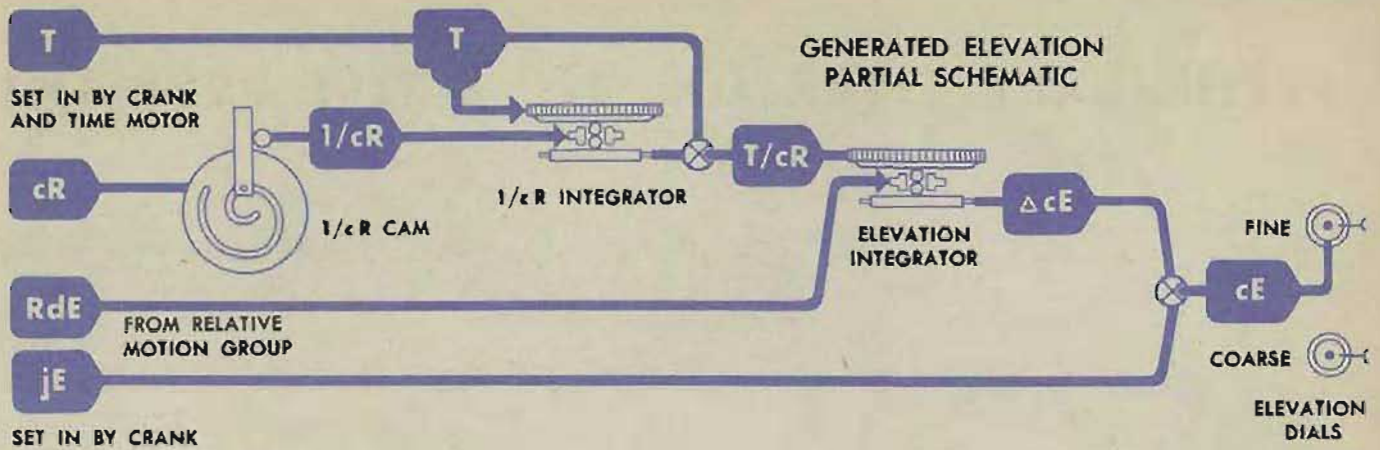 GENERATED ELEVATION
PARTIAL SCHEMATIC
T
SET IN BY CRANK
AND TIME MOTOR
T
cR
1/cR
1/cR CAM
1/cR INTEGRATOR
T/cR
ELEVATION
INTEGRATOR
ΔcE
RdE
FROM RELATIVE
MOTION GROUP
jE
SET IN BY CRANK
cE
FINE
COARSE
ELEVATION
DIALS